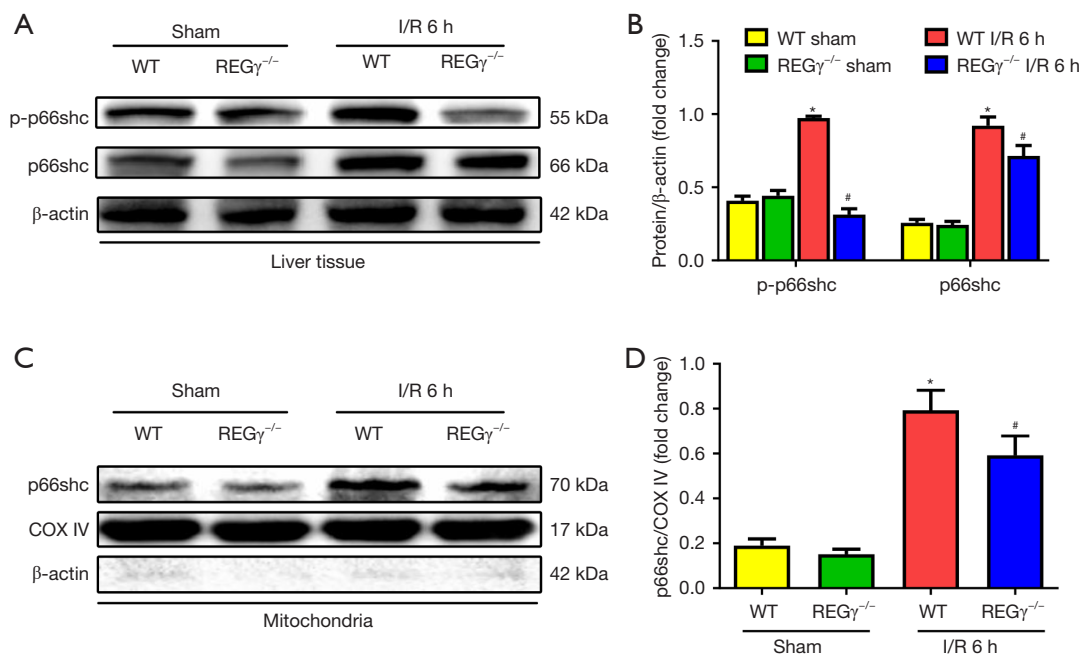 A
Sham
I/R 6 h
WT
REGγ−/−
WT
REGγ−/−
p-p66shc
55 kDa
p66shc
66 kDa
β-actin
42 kDa
Liver tissue
B
WT sham
WT I/R 6 h
REGγ−/− sham
REGγ−/− I/R 6 h
Protein/β-actin (fold change)
1.5
1.0
0.5
0.0
*
#
*
#
p-p66shc
p66shc
C
Sham
I/R 6 h
WT
REGγ−/−
WT
REGγ−/−
p66shc
70 kDa
COX IV
17 kDa
β-actin
42 kDa
Mitochondria
D
p66shc/COX IV (fold change)
1.0
0.8
0.6
0.4
0.2
0.0
*
#
WT
REGγ−/−
WT
REGγ−/−
Sham
I/R 6 h